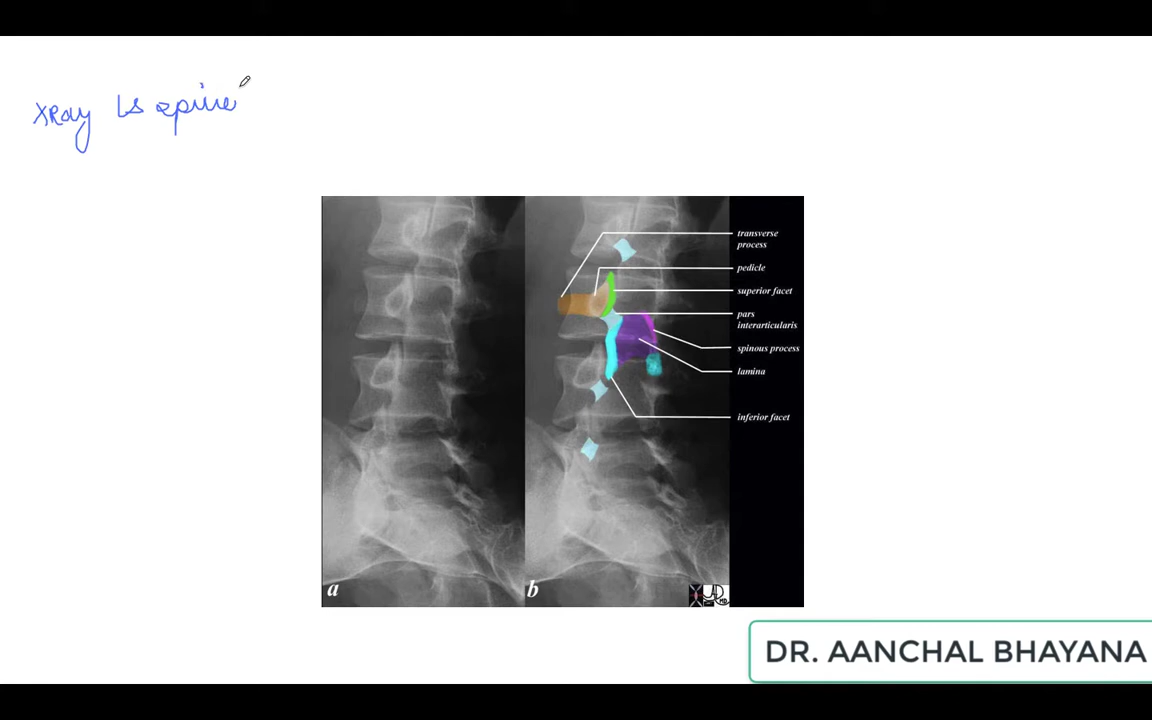 XRay LS spine
transverse
process
pedicle
superior facet
pars
interarticularis
spinous process
lamina
inferior facet
a
b
DR. AANCHAL BHAYANA